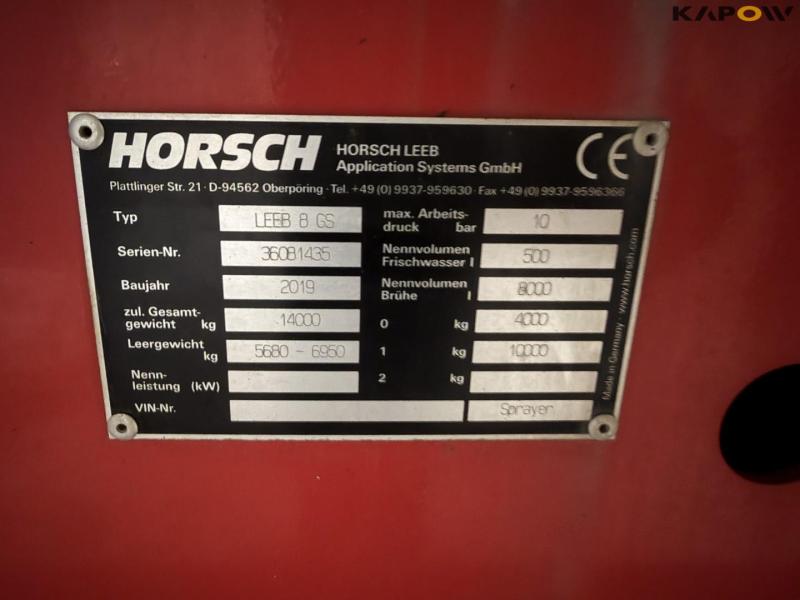 KAPOW
HORSCH
HORSCH LEEB
Application Systems GmbH
CE
Plattlinger Str. 21 · D-94562 Oberpöring · Tel. +49 (0) 9937-959630 · Fax +49 (0) 9937-9596366
Typ LEEB 8 GS
max. Arbeits-
druck bar 10
Serien-Nr. 36081435
Nennvolumen
Frischwasser l 500
Baujahr 2019
Nennvolumen
Brühe l 8000
zul. Gesamt-
gewicht kg 14000
0 kg 4000
Leergewicht
kg 5680 - 6960
1 kg 10000
Nenn-
leistung (kW)
2 kg
VIN-Nr. Sprayer
Made in Germany · www.horsch.com